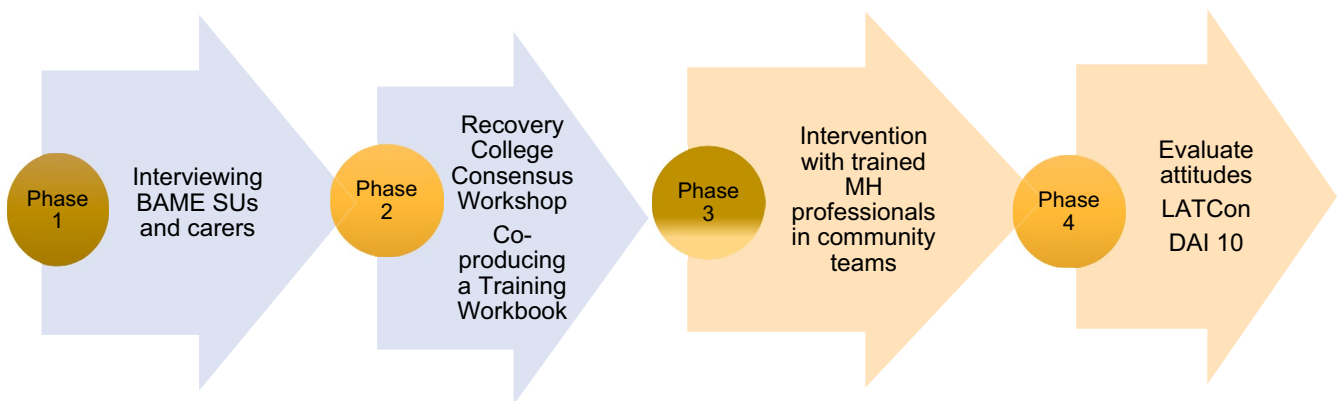 Phase
1
Interviewing
BAME SUs
and carers
Phase
2
Recovery
College
Consensus
Workshop
Co-
producing
a Training
Workbook
Phase
3
Intervention
with trained
MH
professionals
in community
teams
Phase
4
Evaluate
attitudes
LATCon
DAI 10